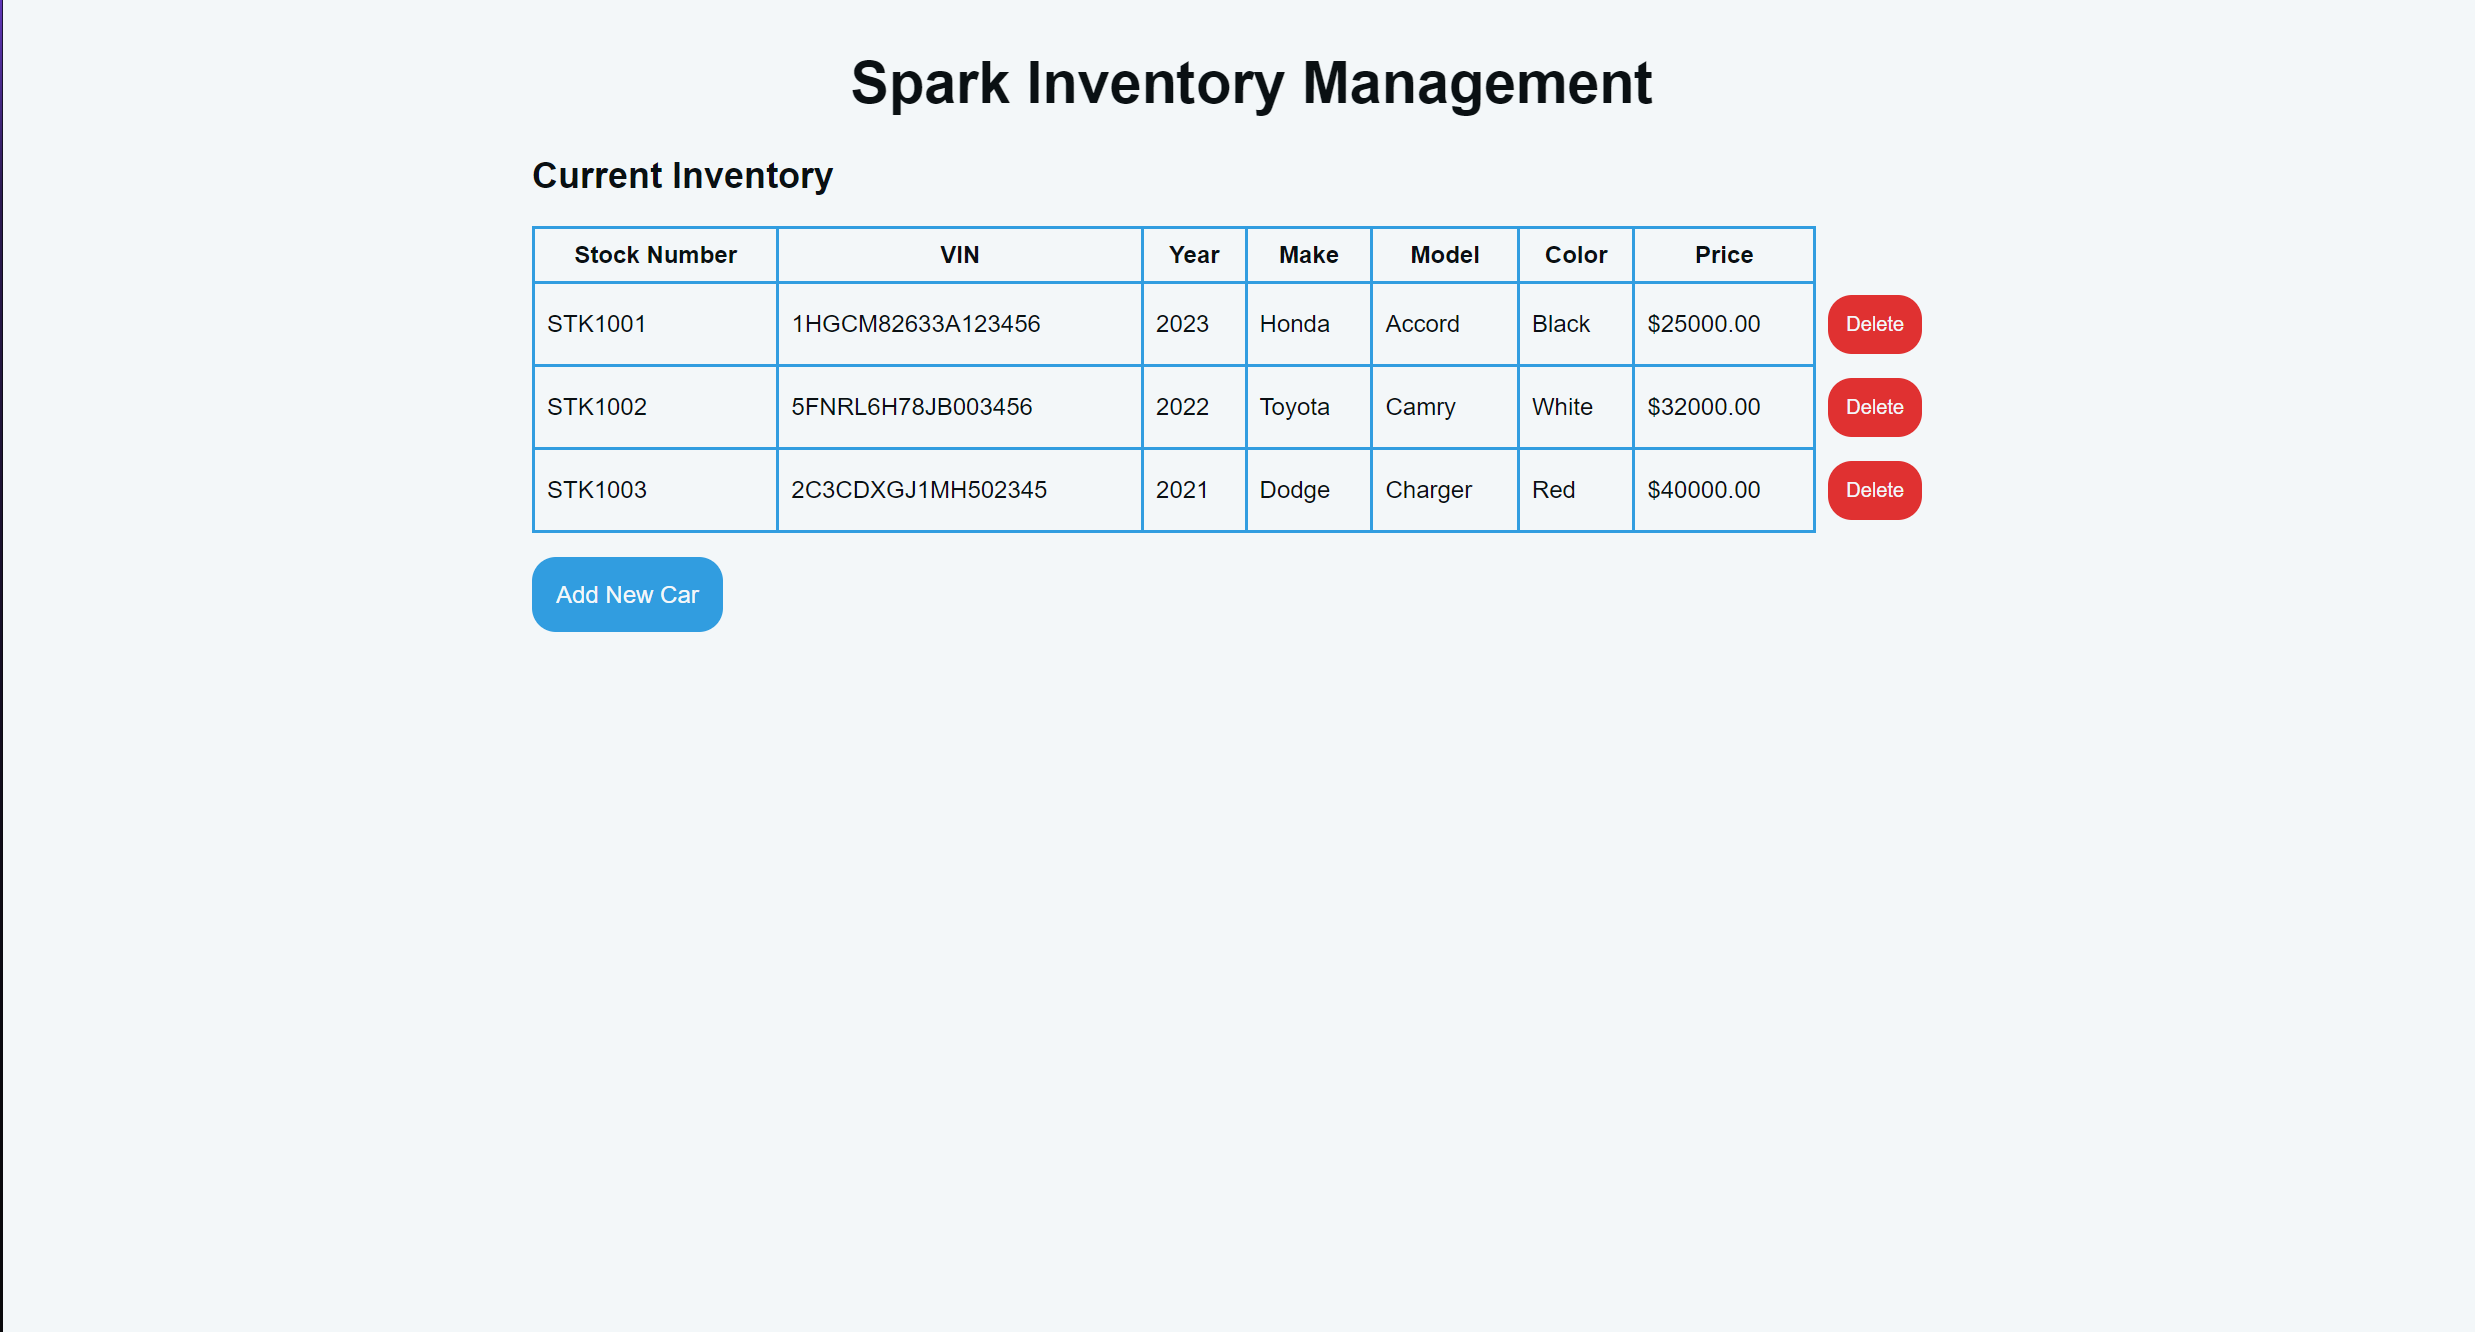 Spark Inventory Management
Current Inventory
Stock Number VIN Year Make Model Color Price
STK1001 1HGCM82633A123456 2023 Honda Accord Black $25000.00 Delete
STK1002 5FNRL6H78JB003456 2022 Toyota Camry White $32000.00 Delete
STK1003 2C3CDXGJ1MH502345 2021 Dodge Charger Red $40000.00 Delete
Add New Car